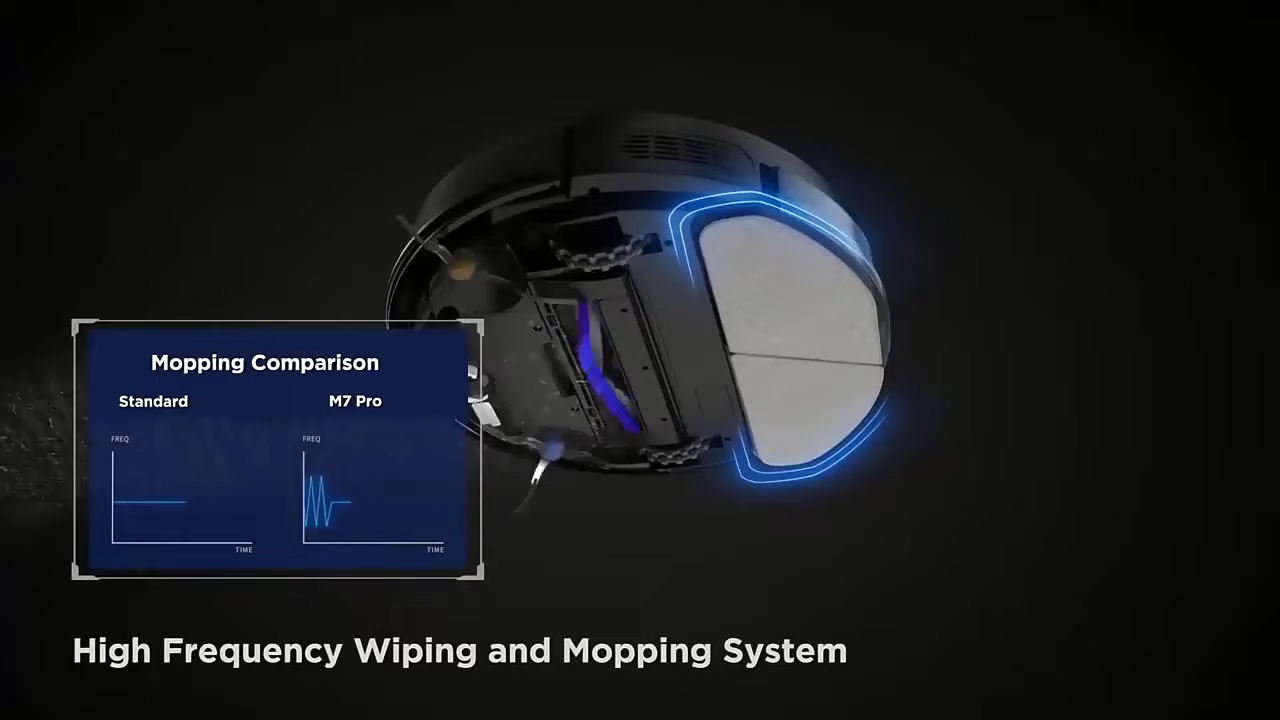 Mopping Comparison
Standard
M7 Pro
FREQ
FREQ
TIME
TIME
High Frequency Wiping and Mopping System